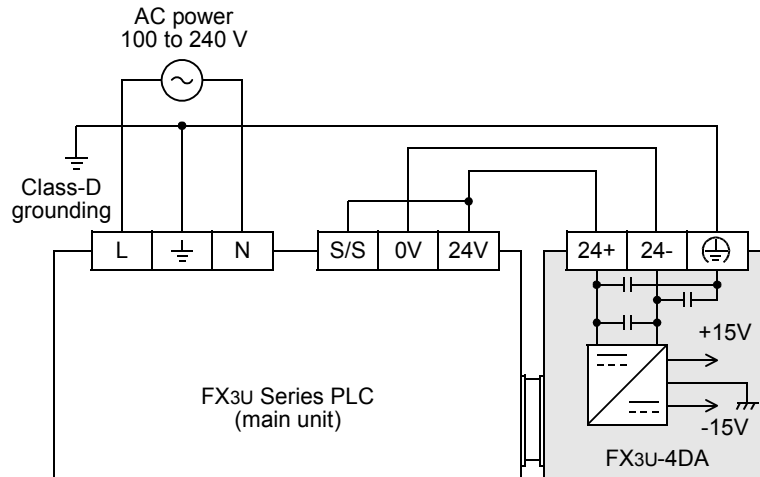 AC power
100 to 240 V
Class-D
grounding
L
N
S/S
0V
24V
24+
24-
+15V
-15V
FX3U Series PLC
(main unit)
FX3U-4DA